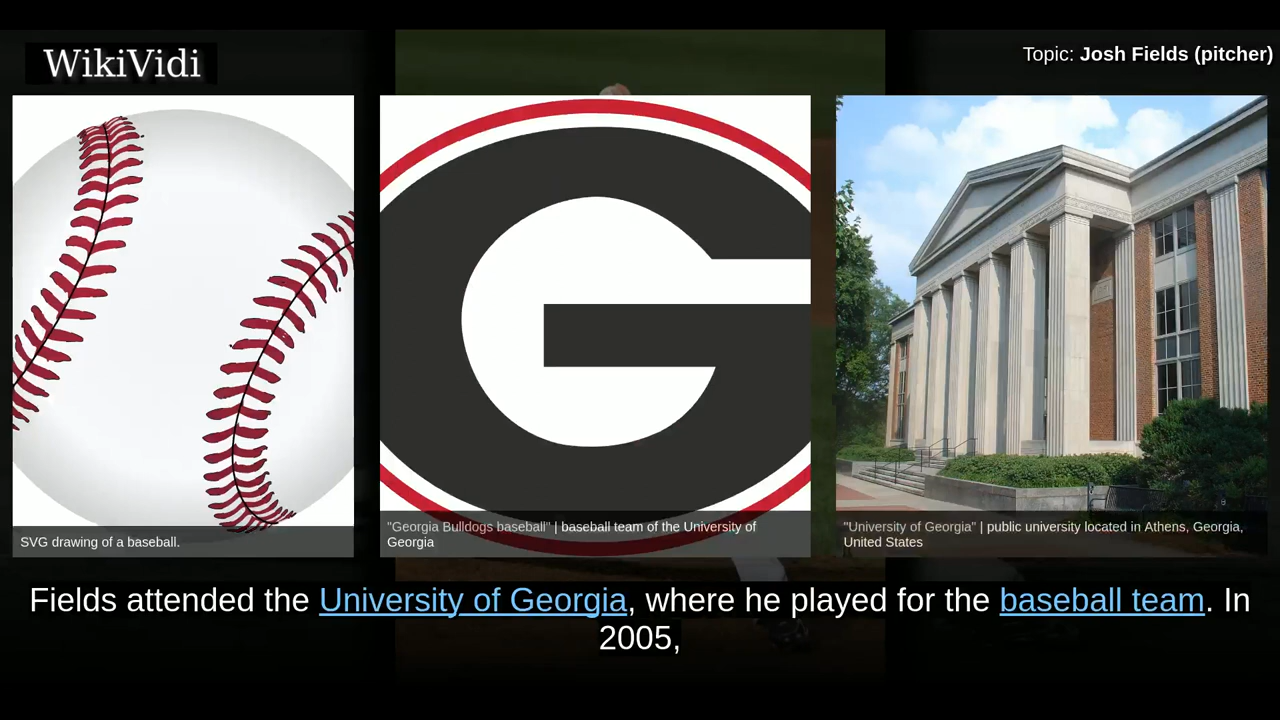 WikiVidi
Topic: Josh Fields (pitcher)
SVG drawing of a baseball.
"Georgia Bulldogs baseball" | baseball team of the University of
Georgia
"University of Georgia" | public university located in Athens, Georgia,
United States
Fields attended the University of Georgia, where he played for the baseball team. In
2005,